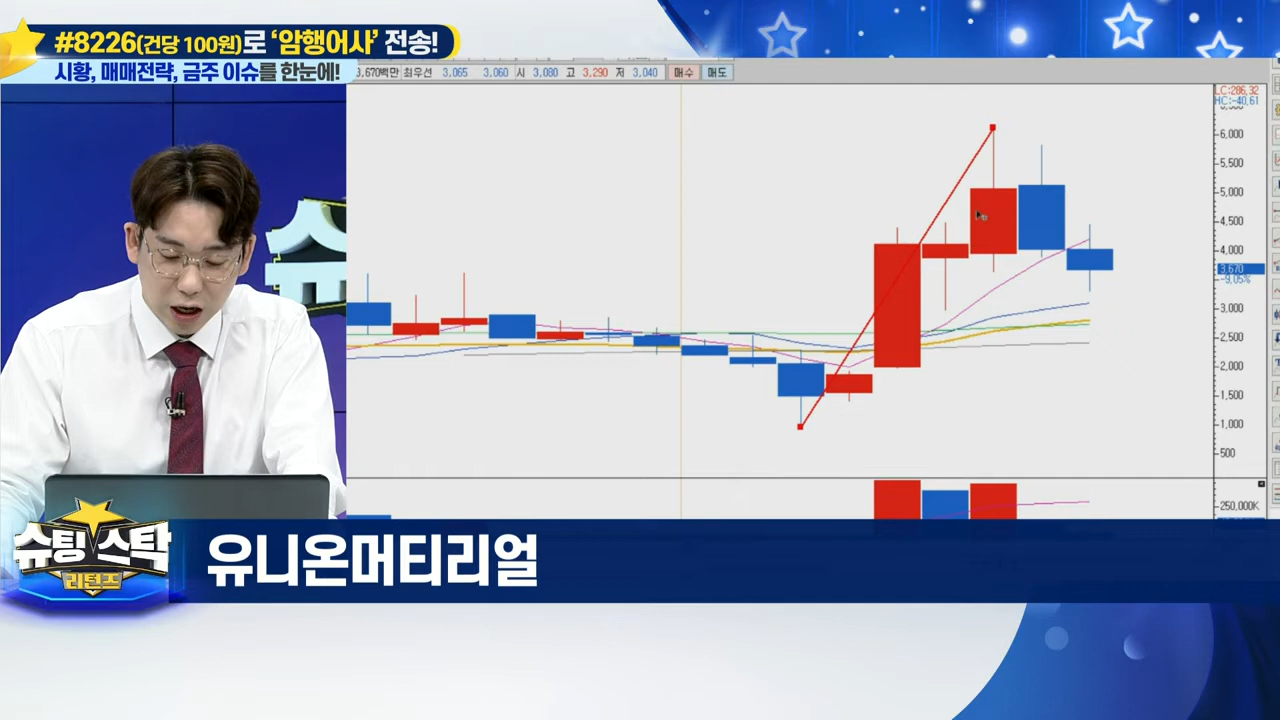 #8226(건당 100원)로 '암행어사' 전송!
시황, 매매전략, 금주 이슈를 한눈에!
3,670백만 최우선 3,065 3,060 시 3,080 고 3,290 저 3,040 매수 매도
LC:286,32
HC:-40,61
6,000
5,500
5,000
4,500
4,000
3,670
-9,05%
3,000
2,500
2,000
1,500
1,000
500
250,000K
슈
슈팅 스탁
리턴즈
유니온머티리얼